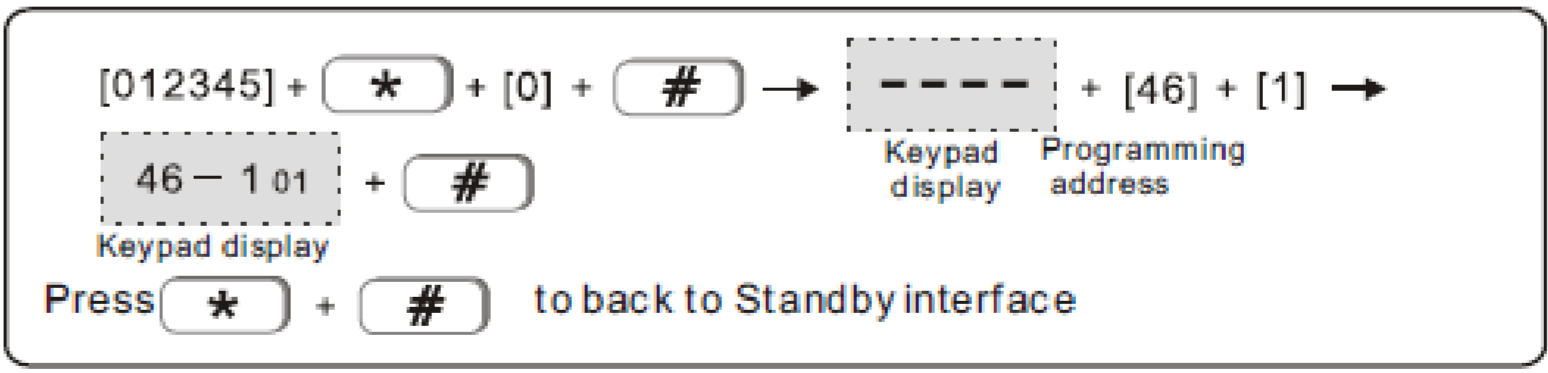 [012345] + * + [0] + # → – – – – + [46] + [1] →
Keypad display Programming address
46 – 1 01 + #
Keypad display
Press * + # to back to Standby interface